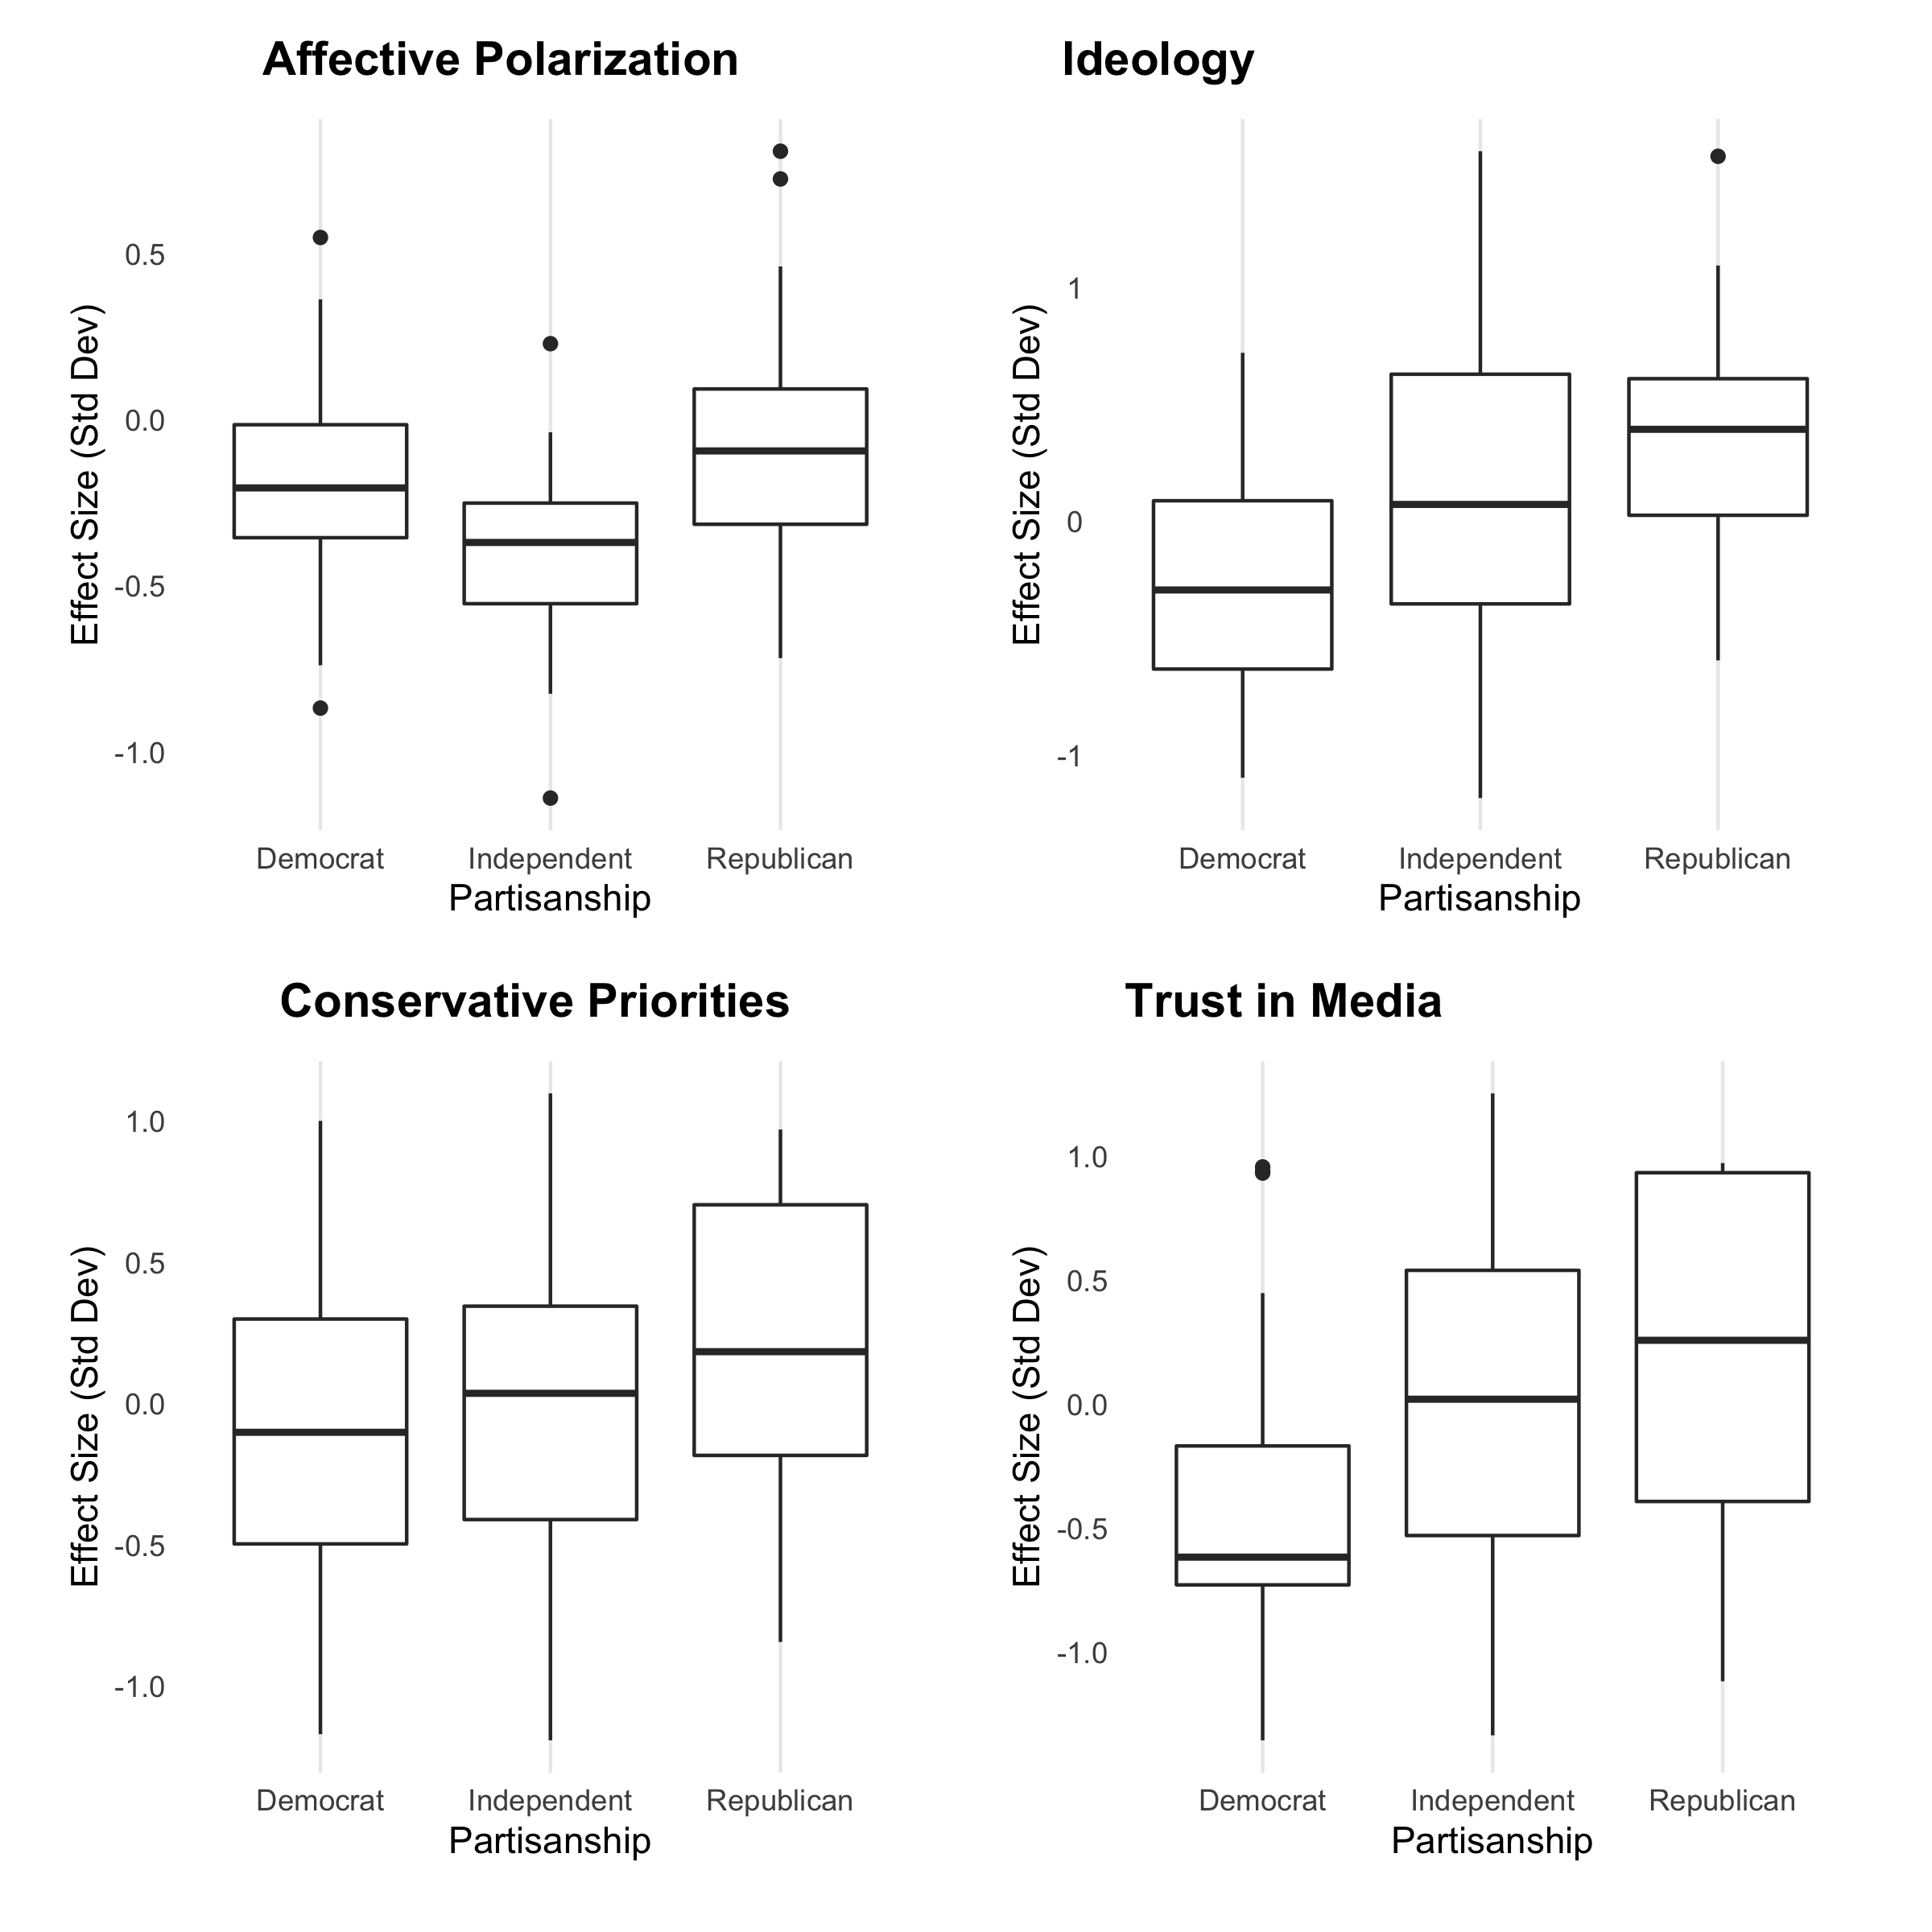 Affective Polarization
Effect Size (Std Dev)
0.5
0.0
-0.5
-1.0
Democrat
Independent
Republican
Partisanship
Ideology
Effect Size (Std Dev)
1
0
-1
Democrat
Independent
Republican
Partisanship
Conservative Priorities
Effect Size (Std Dev)
1.0
0.5
0.0
-0.5
-1.0
Democrat
Independent
Republican
Partisanship
Trust in Media
Effect Size (Std Dev)
1.0
0.5
0.0
-0.5
-1.0
Democrat
Independent
Republican
Partisanship